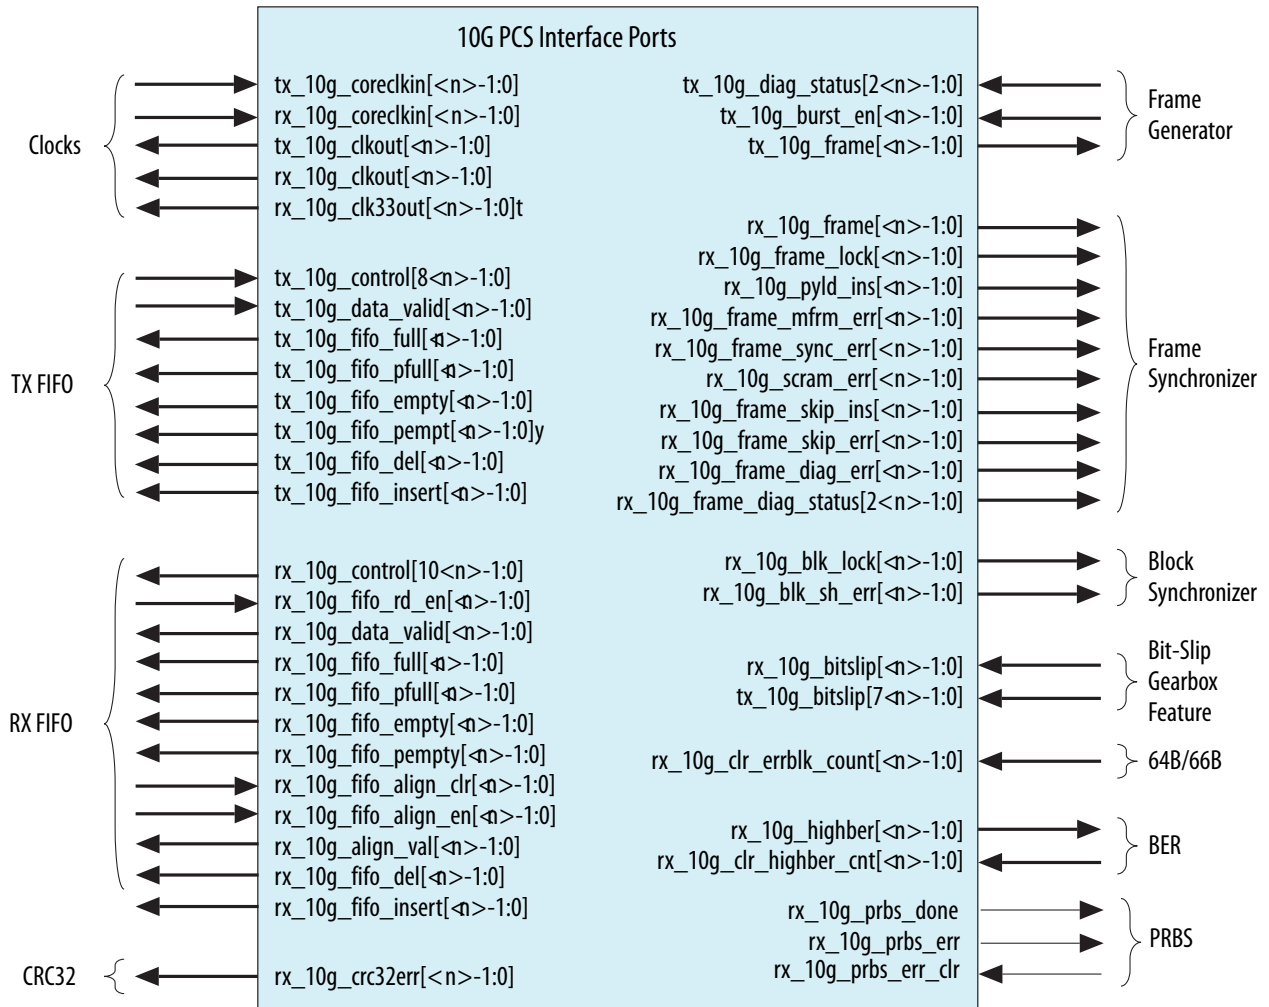 10G PCS Interface Ports
Clocks
tx_10g_coreclkin[<n>-1:0]
rx_10g_coreclkin[<n>-1:0]
tx_10g_clkout[<n>-1:0]
rx_10g_clkout[<n>-1:0]
rx_10g_clk33out[<n>-1:0]t
TX FIFO
tx_10g_control[8<n>-1:0]
tx_10g_data_valid[<n>-1:0]
tx_10g_fifo_full[<n>-1:0]
tx_10g_fifo_pfull[<n>-1:0]
tx_10g_fifo_empty[<n>-1:0]
tx_10g_fifo_pempt[<n>-1:0]y
tx_10g_fifo_del[<n>-1:0]
tx_10g_fifo_insert[<n>-1:0]
RX FIFO
rx_10g_control[10<n>-1:0]
rx_10g_fifo_rd_en[<n>-1:0]
rx_10g_data_valid[<n>-1:0]
rx_10g_fifo_full[<n>-1:0]
rx_10g_fifo_pfull[<n>-1:0]
rx_10g_fifo_empty[<n>-1:0]
rx_10g_fifo_pempty[<n>-1:0]
rx_10g_fifo_align_clr[<n>-1:0]
rx_10g_fifo_align_en[<n>-1:0]
rx_10g_align_val[<n>-1:0]
rx_10g_fifo_del[<n>-1:0]
rx_10g_fifo_insert[<n>-1:0]
CRC32
rx_10g_crc32err[<n>-1:0]
tx_10g_diag_status[2<n>-1:0]
tx_10g_burst_en[<n>-1:0]
tx_10g_frame[<n>-1:0]
Frame
Generator
rx_10g_frame[<n>-1:0]
rx_10g_frame_lock[<n>-1:0]
rx_10g_pyld_ins[<n>-1:0]
rx_10g_frame_mfrm_err[<n>-1:0]
rx_10g_frame_sync_err[<n>-1:0]
rx_10g_scram_err[<n>-1:0]
rx_10g_frame_skip_ins[<n>-1:0]
rx_10g_frame_skip_err[<n>-1:0]
rx_10g_frame_diag_err[<n>-1:0]
rx_10g_frame_diag_status[2<n>-1:0]
Frame
Synchronizer
rx_10g_blk_lock[<n>-1:0]
rx_10g_blk_sh_err[<n>-1:0]
Block
Synchronizer
rx_10g_bitslip[<n>-1:0]
tx_10g_bitslip[7<n>-1:0]
Bit-Slip
Gearbox
Feature
rx_10g_clr_errblk_count[<n>-1:0]
64B/66B
rx_10g_highber[<n>-1:0]
rx_10g_clr_highber_cnt[<n>-1:0]
BER
rx_10g_prbs_done
rx_10g_prbs_err
rx_10g_prbs_err_clr
PRBS